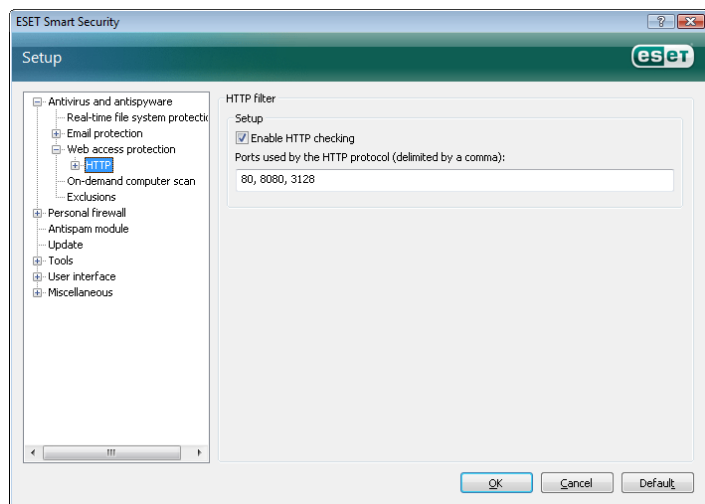 ESET Smart Security
Setup
eseT
Antivirus and antispyware
Real-time file system protectic
Email protection
Web access protection
HTTP
On-demand computer scan
Exclusions
Personal firewall
Antispam module
Update
Tools
User interface
Miscellaneous
HTTP filter
Setup
Enable HTTP checking
Ports used by the HTTP protocol (delimited by a comma):
80, 8080, 3128
OK
Cancel
Default